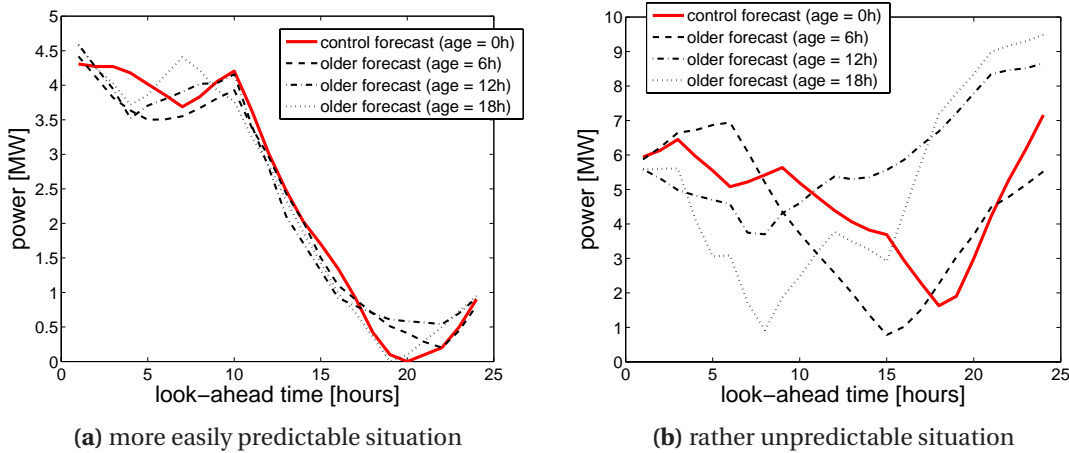 control forecast (age = 0h)
older forecast (age = 6h)
older forecast (age = 12h)
older forecast (age = 18h)
5
4.5
4
3.5
3
2.5
2
1.5
1
0.5
0
power [MW]
0
5
10
15
20
25
look−ahead time [hours]
(a) more easily predictable situation
control forecast (age = 0h)
older forecast (age = 6h)
older forecast (age = 12h)
older forecast (age = 18h)
10
9
8
7
6
5
4
3
2
1
0
power [MW]
0
5
10
15
20
25
look−ahead time [hours]
(b) rather unpredictable situation